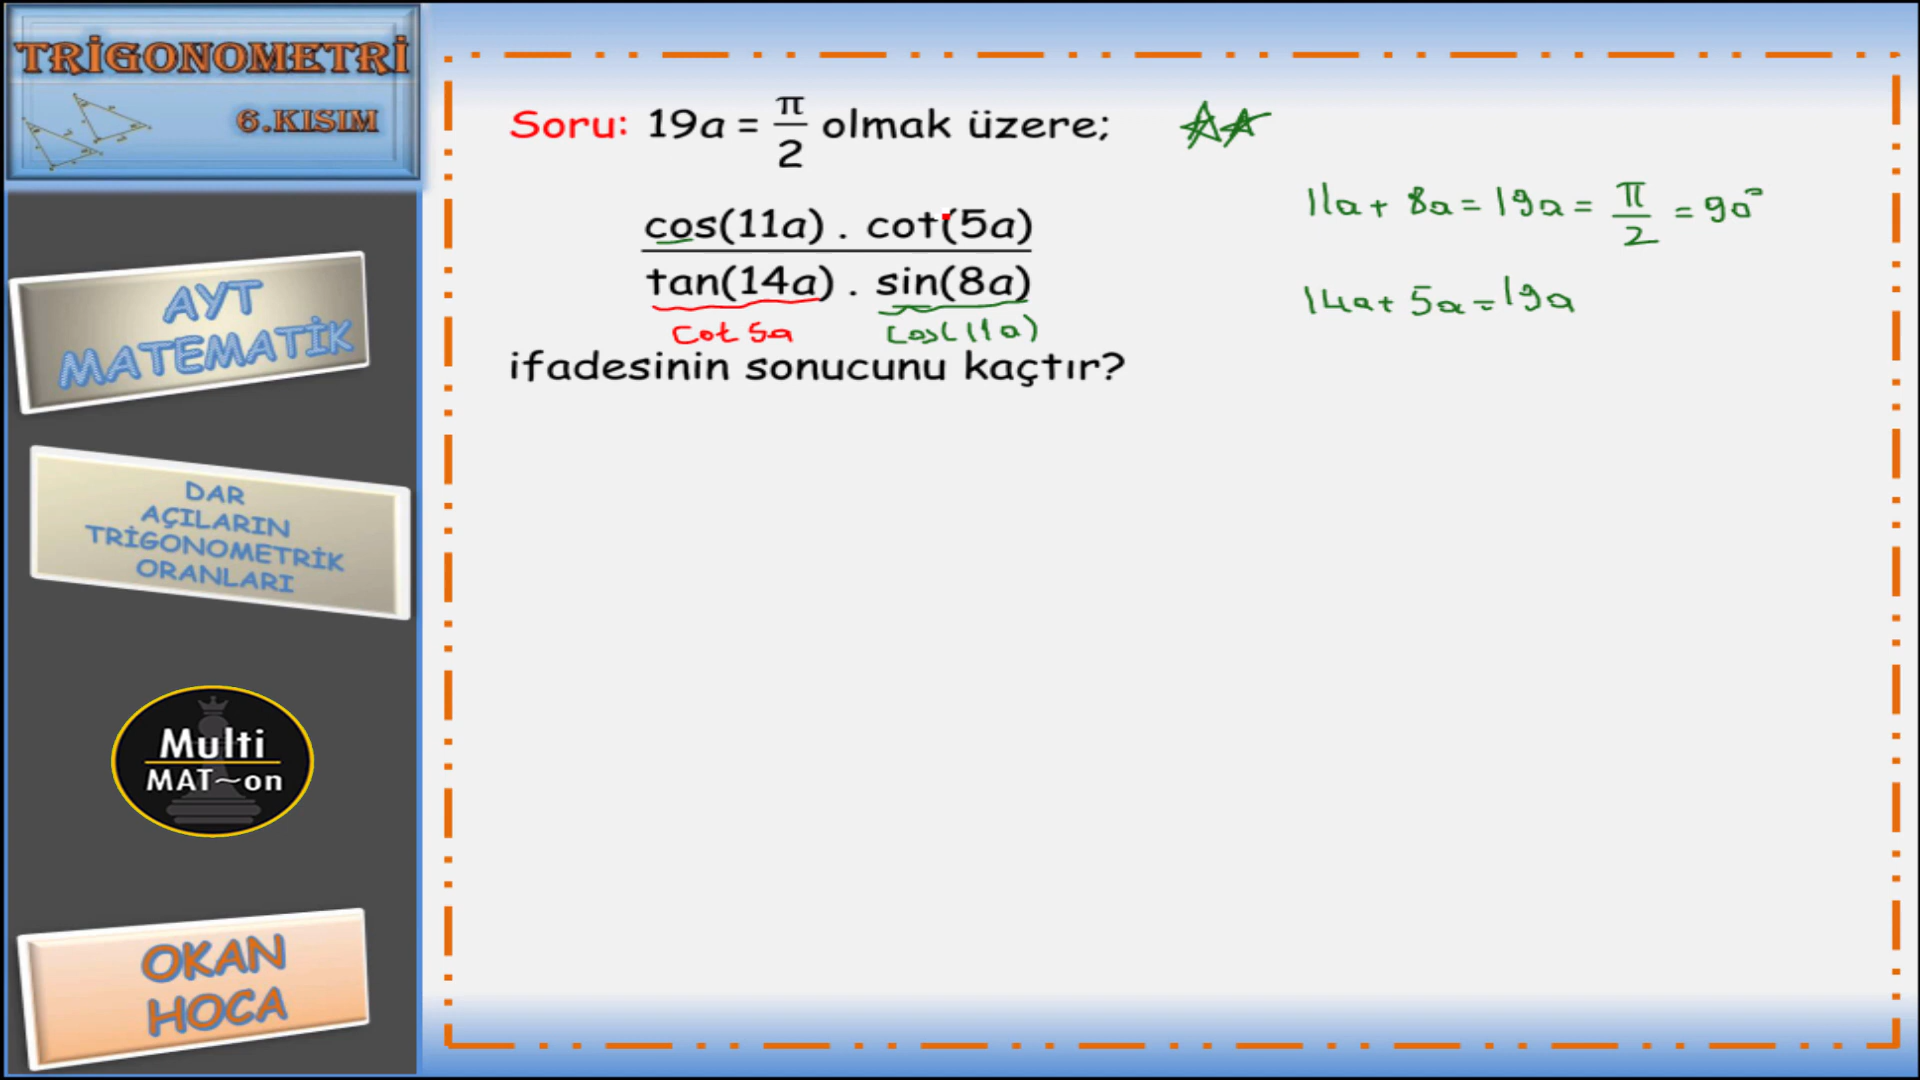 TRİGONOMETRİ
6.KISIM
AYT
MATEMATİK
DAR
AÇILARIN
TRİGONOMETRİK
ORANLARI
Multi
MAT~on
OKAN
HOCA
Soru: 19a = π/2 olmak üzere;
cos(11a) . cot(5a)
tan(14a) . sin(8a)
cot 5a cos(11a)
ifadesinin sonucunu kaçtır?
11a + 8a = 19a = π/2 = 90°
14a + 5a = 19a